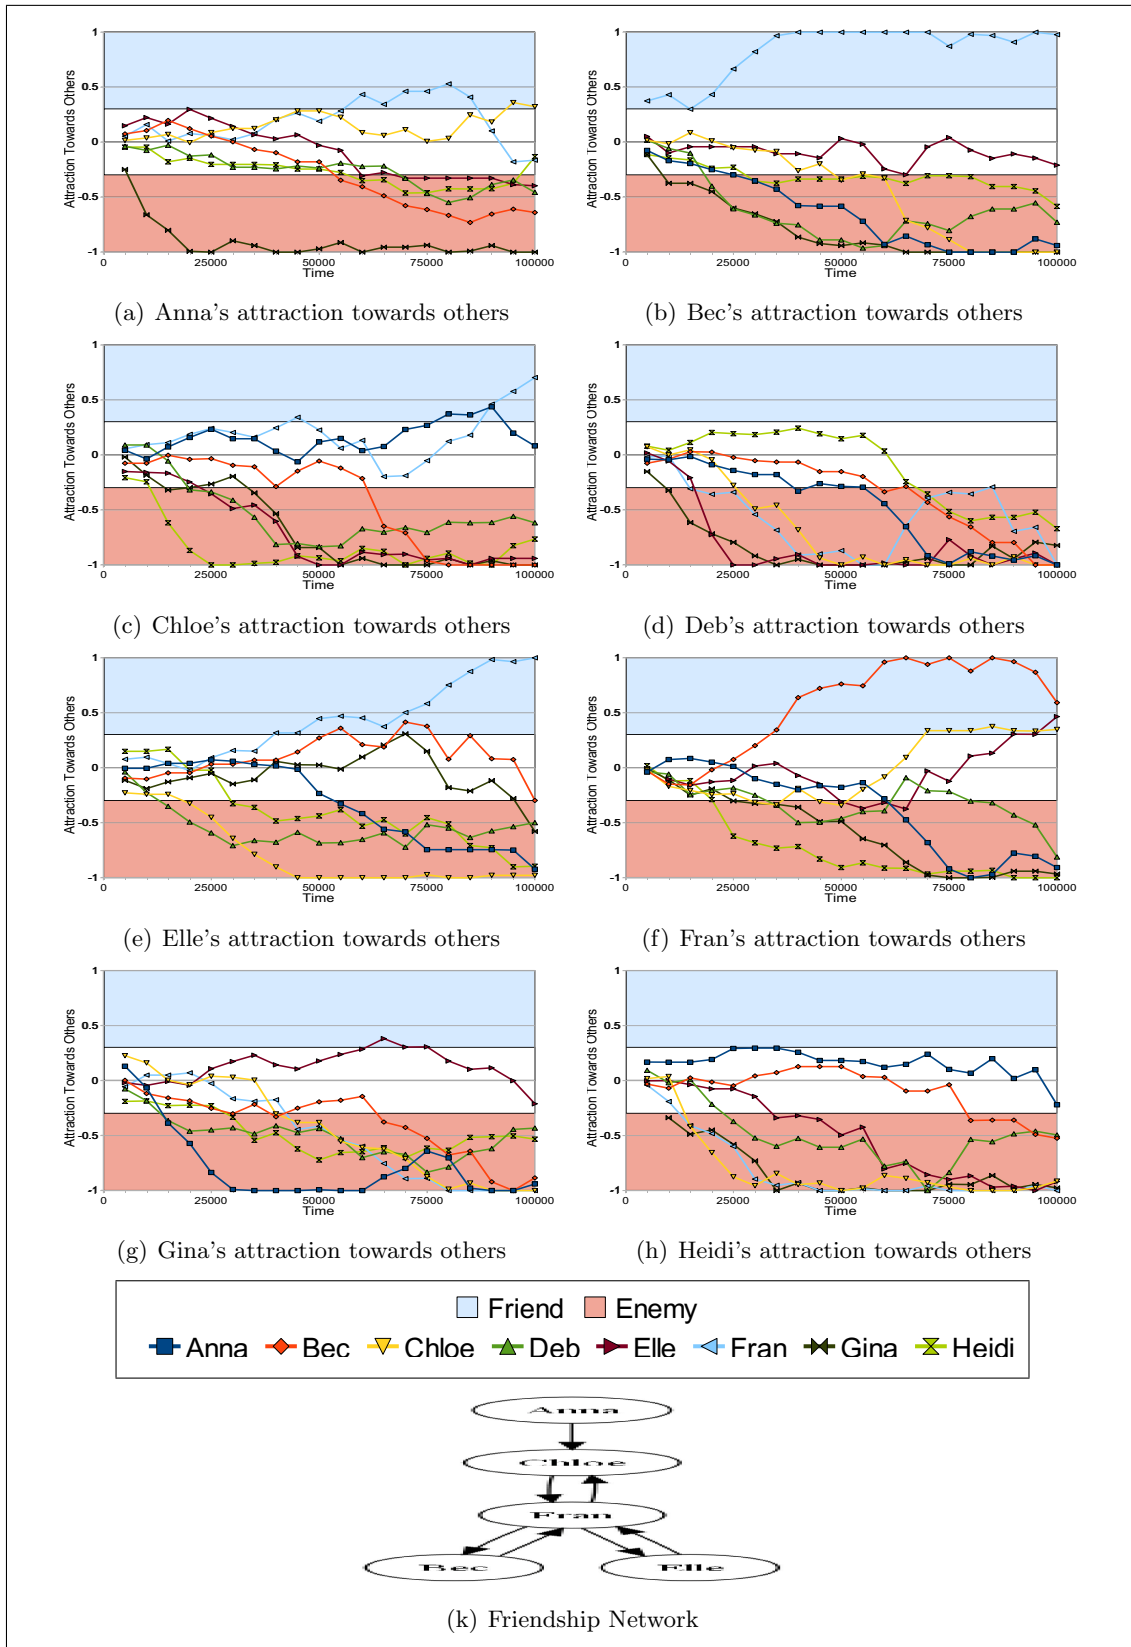 1
0.5
0
-0.5
-1
Attraction Towards Others
0 25000 50000 75000 100000
Time
(a) Anna's attraction towards others
1
0.5
0
-0.5
-1
Attraction Towards Others
0 25000 50000 75000 100000
Time
(b) Bec's attraction towards others
1
0.5
0
-0.5
-1
Attraction Towards Others
0 25000 50000 75000 100000
Time
(c) Chloe's attraction towards others
1
0.5
0
-0.5
-1
Attraction Towards Others
0 25000 50000 75000 100000
Time
(d) Deb's attraction towards others
1
0.5
0
-0.5
-1
Attraction Towards Others
0 25000 50000 75000 100000
Time
(e) Elle's attraction towards others
1
0.5
0
-0.5
-1
Attraction Towards Others
0 25000 50000 75000 100000
Time
(f) Fran's attraction towards others
1
0.5
0
-0.5
-1
Attraction Towards Others
0 25000 50000 75000 100000
Time
(g) Gina's attraction towards others
1
0.5
0
-0.5
-1
Attraction Towards Others
0 25000 50000 75000 100000
Time
(h) Heidi's attraction towards others
Friend Enemy
Anna Bec Chloe Deb Elle Fran Gina Heidi
Anna
Chloe
Fran
Bec Elle
(k) Friendship Network